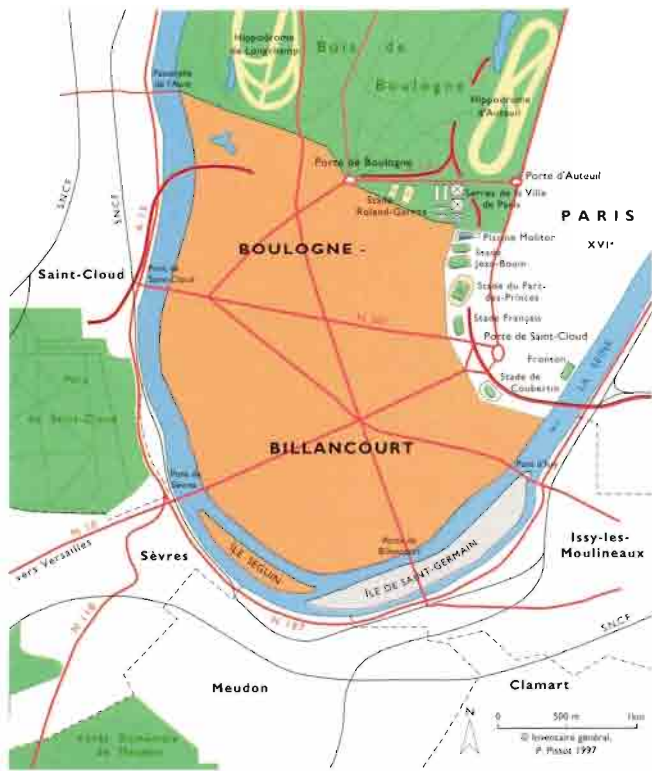 Hippodrome
de Longchamp
Bois de
Boulogne
Passerelle
de l'Avre
Hippodrome
d'Auteuil
Porte de Boulogne
Porte d'Auteuil
Serres de la Ville
de Paris
Stade
Roland-Garros
PARIS
XVIe
SNCF
SNCF
Piscine Molitor
Stade
Jean-Bouin
BOULOGNE -
Saint-Cloud
Pont de
Saint-Cloud
Stade du Parc-
des-Princes
Stade Français
Porte de Saint-Cloud
Fronton
LA SEINE
Stade de
Coubertin
Parc
de Saint-Cloud
BILLANCOURT
Pont de
Sèvres
Pont d'Issy
N 10
vers Versailles
Sèvres
ÎLE SEGUIN
Pont de
Billancourt
ÎLE DE SAINT-GERMAIN
Issy-les-
Moulineaux
N 118
N 187
SNCF
Meudon
Clamart
N
0 500 m 1km
© Inventaire général,
P. Pissot 1997
Forêt Domaniale
de Meudon